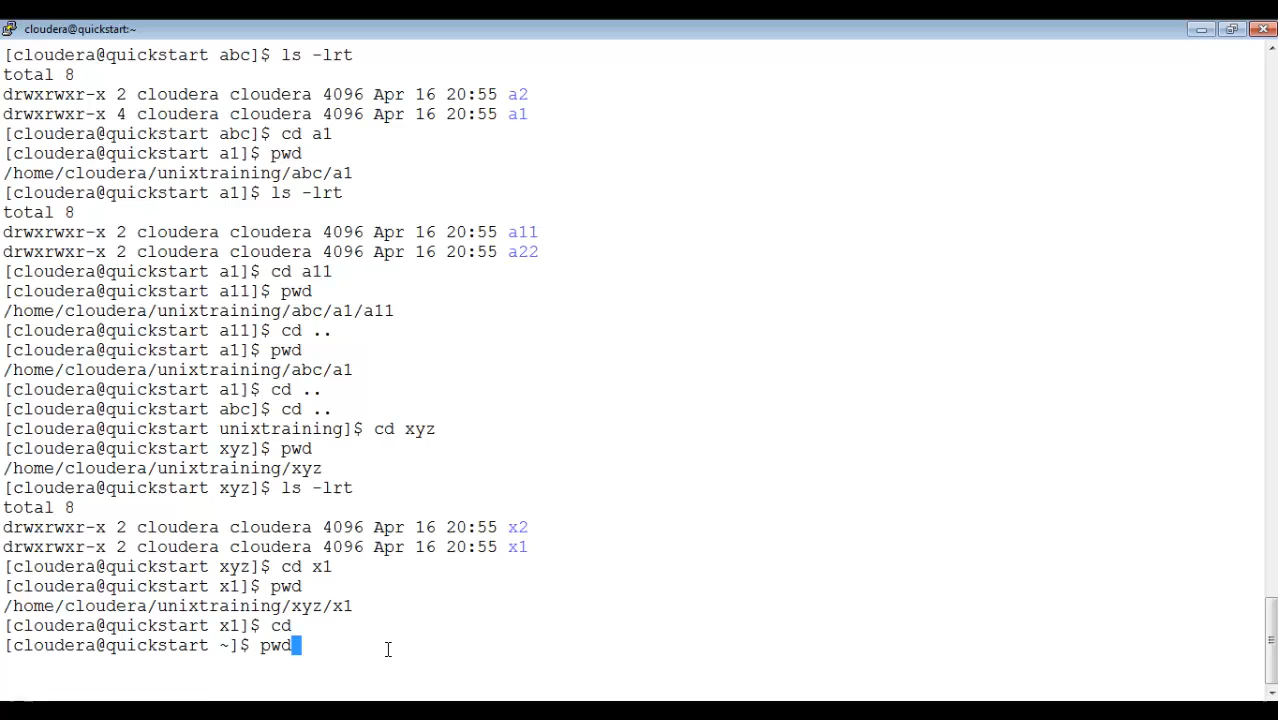 cloudera@quickstart:~
[cloudera@quickstart abc]$ ls -lrt
total 8
drwxrwxr-x 2 cloudera cloudera 4096 Apr 16 20:55 a2
drwxrwxr-x 4 cloudera cloudera 4096 Apr 16 20:55 a1
[cloudera@quickstart abc]$ cd a1
[cloudera@quickstart a1]$ pwd
/home/cloudera/unixtraining/abc/a1
[cloudera@quickstart a1]$ ls -lrt
total 8
drwxrwxr-x 2 cloudera cloudera 4096 Apr 16 20:55 a11
drwxrwxr-x 2 cloudera cloudera 4096 Apr 16 20:55 a22
[cloudera@quickstart a1]$ cd a11
[cloudera@quickstart a11]$ pwd
/home/cloudera/unixtraining/abc/a1/a11
[cloudera@quickstart a11]$ cd ..
[cloudera@quickstart a1]$ pwd
/home/cloudera/unixtraining/abc/a1
[cloudera@quickstart a1]$ cd ..
[cloudera@quickstart abc]$ cd ..
[cloudera@quickstart unixtraining]$ cd xyz
[cloudera@quickstart xyz]$ pwd
/home/cloudera/unixtraining/xyz
[cloudera@quickstart xyz]$ ls -lrt
total 8
drwxrwxr-x 2 cloudera cloudera 4096 Apr 16 20:55 x2
drwxrwxr-x 2 cloudera cloudera 4096 Apr 16 20:55 x1
[cloudera@quickstart xyz]$ cd x1
[cloudera@quickstart x1]$ pwd
/home/cloudera/unixtraining/xyz/x1
[cloudera@quickstart x1]$ cd
[cloudera@quickstart ~]$ pwd